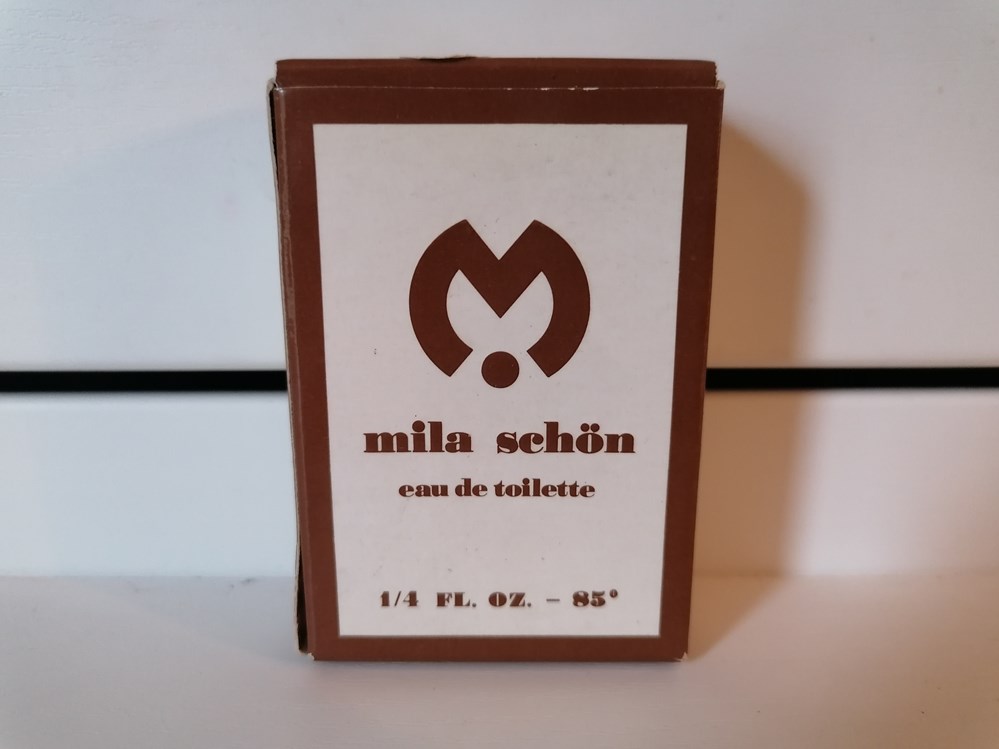 mila schön
eau de toilette
1/4 FL. OZ. – 85°